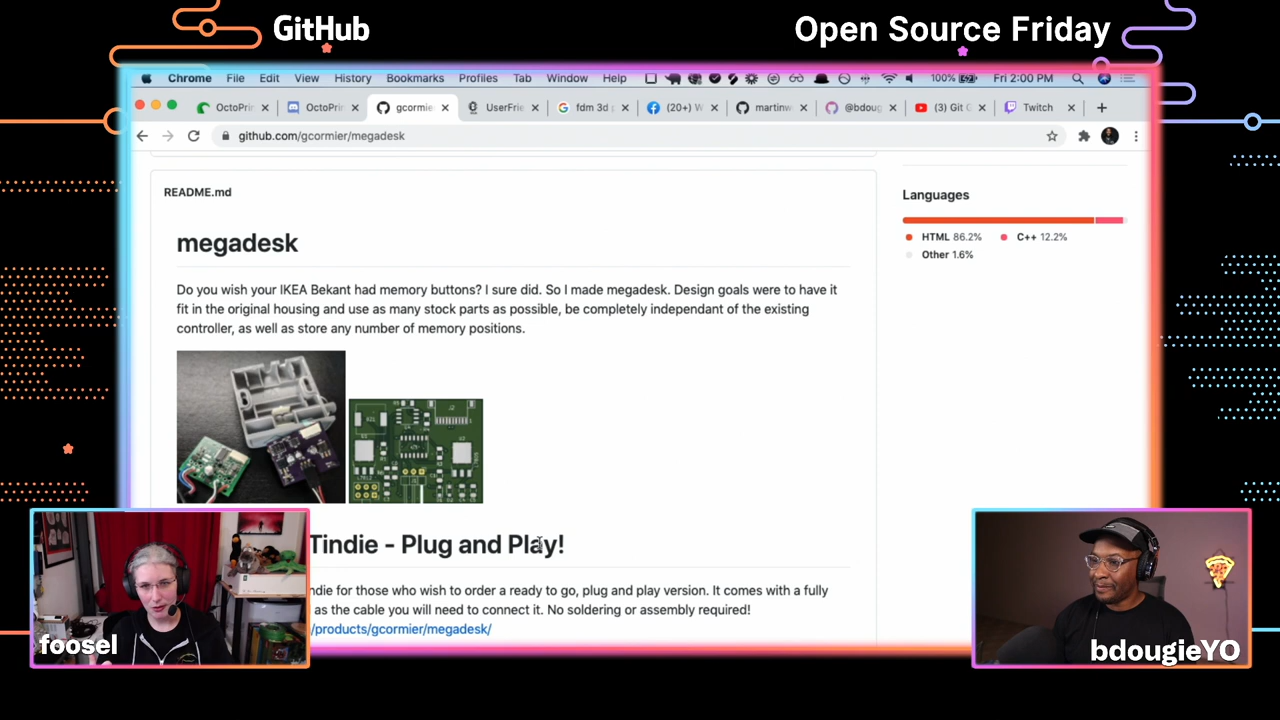 GitHub
Open Source Friday
Chrome File Edit View History Bookmarks Profiles Tab Window Help 100% Fri 2:00 PM
OctoPrin OctoPrin gcormie UserFrie fdm 3d (20+) W martinw @bdoug (3) Git Twitch
github.com/gcormier/megadesk
README.md
megadesk
Do you wish your IKEA Bekant had memory buttons? I sure did. So I made megadesk. Design goals were to have it
fit in the original housing and use as many stock parts as possible, be completely independant of the existing
controller, as well as store any number of memory positions.
Languages
HTML 86.2% C++ 12.2%
Other 1.6%
J2
Tindie - Plug and Play!
ndie for those who wish to order a ready to go, plug and play version. It comes with a fully
as the cable you will need to connect it. No soldering or assembly required!
/products/gcormier/megadesk/
foosel
bdougieYO